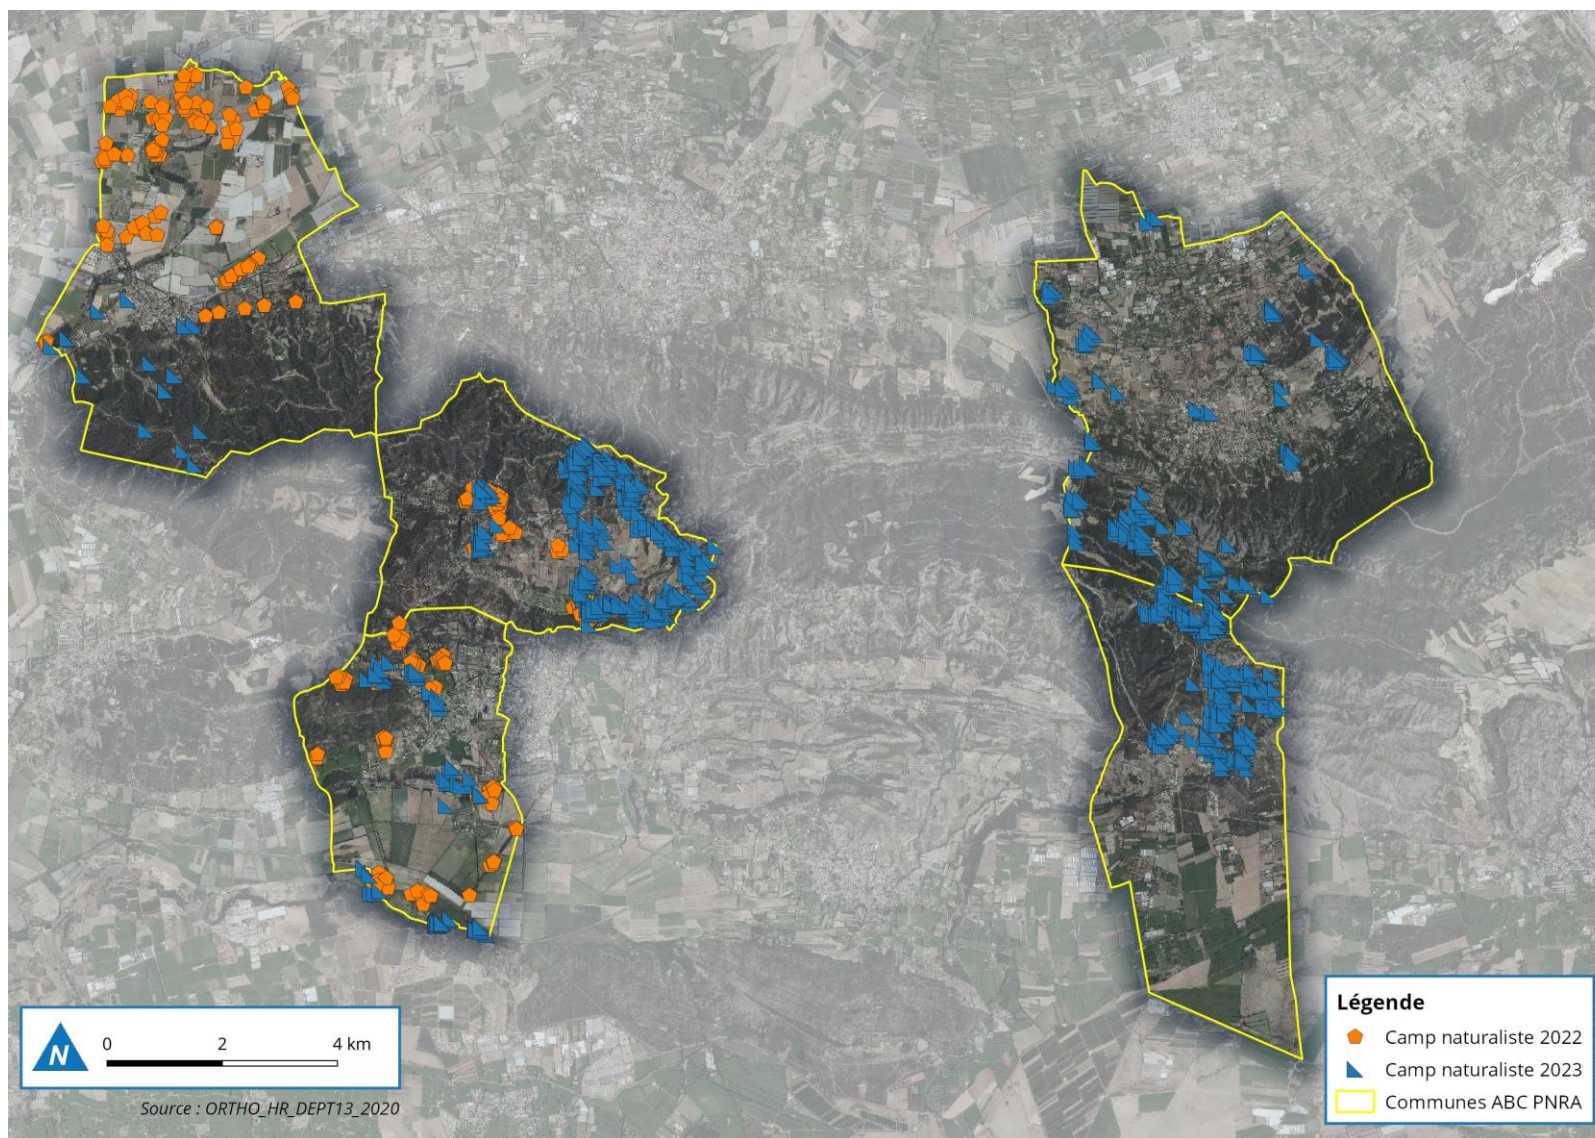 N
0 2 4 km
Source : ORTHO_HR_DEPT13_2020
Légende
Camp naturaliste 2022
Camp naturaliste 2023
Communes ABC PNRA